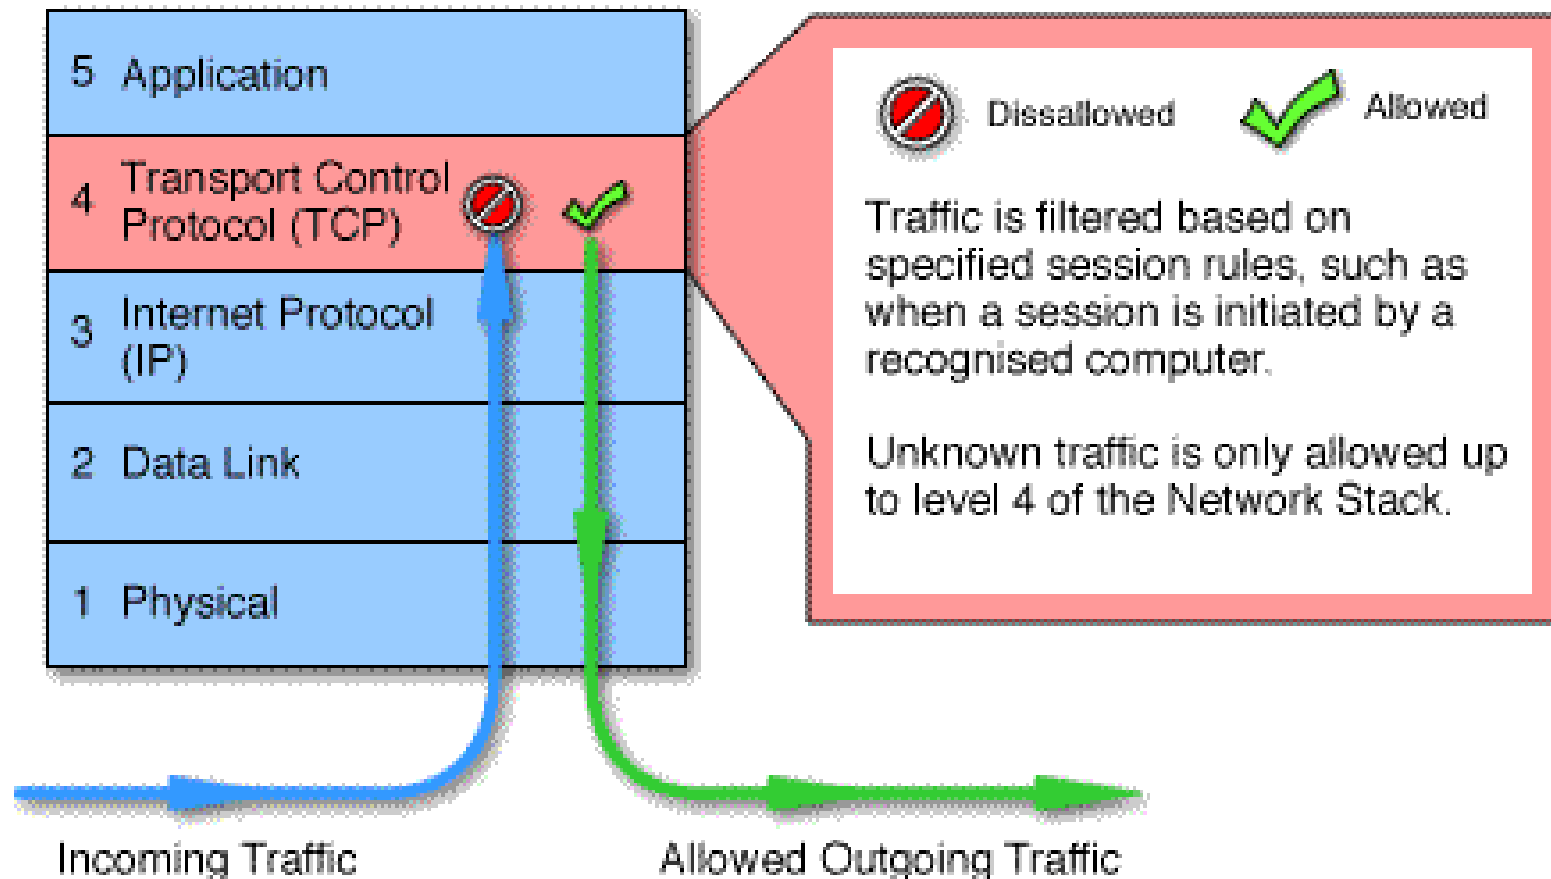 5 Application
4 Transport Control
Protocol (TCP)
3 Internet Protocol
(IP)
2 Data Link
1 Physical
Incoming Traffic
Allowed Outgoing Traffic
Dissallowed
Allowed
Traffic is filtered based on
specified session rules, such as
when a session is initiated by a
recognised computer.
Unknown traffic is only allowed up
to level 4 of the Network Stack.